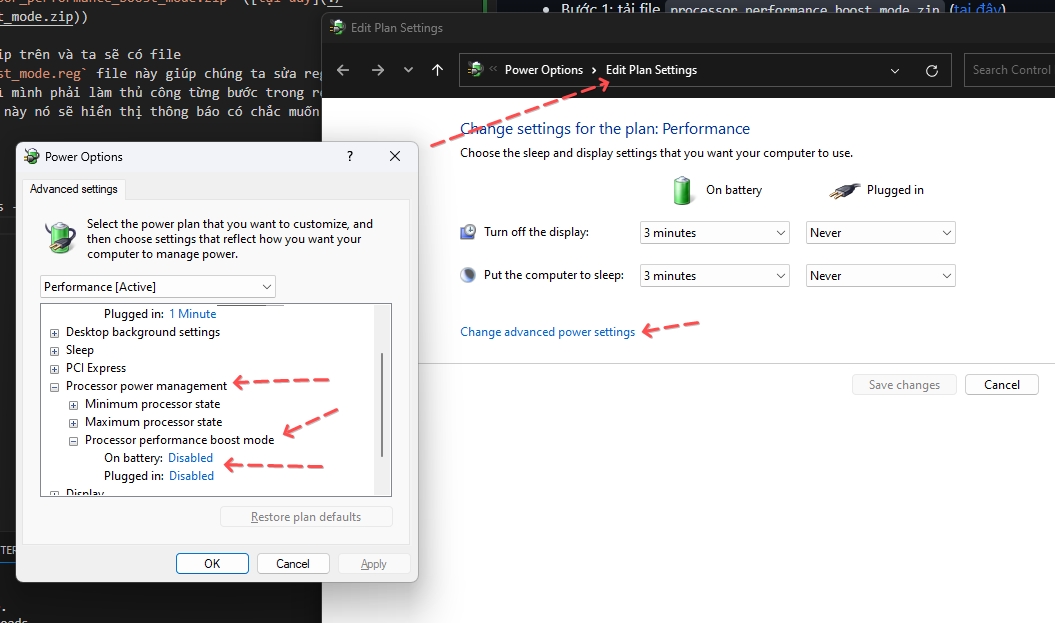 t_mode.zip))
ip trên và ta sẽ có file
st_mode.reg` file này giúp chúng ta sửa reg
i mình phải làm thủ công từng bước trong re
này nó sẽ hiển thị thông báo có chắc muốn
Bước 1: tải file processor_performance_boost_mode.zip (tại đây)
Edit Plan Settings
Power Options > Edit Plan Settings
Search Control
Change settings for the plan: Performance
Choose the sleep and display settings that you want your computer to use.
On battery
Plugged in
Turn off the display:
3 minutes
Never
Put the computer to sleep:
3 minutes
Never
Change advanced power settings
Save changes
Cancel
Power Options
?
Advanced settings
Select the power plan that you want to customize, and
then choose settings that reflect how you want your
computer to manage power.
Performance [Active]
Plugged in: 1 Minute
Desktop background settings
Sleep
PCI Express
Processor power management
Minimum processor state
Maximum processor state
Processor performance boost mode
On battery: Disabled
Plugged in: Disabled
Display
Restore plan defaults
OK
Cancel
Apply